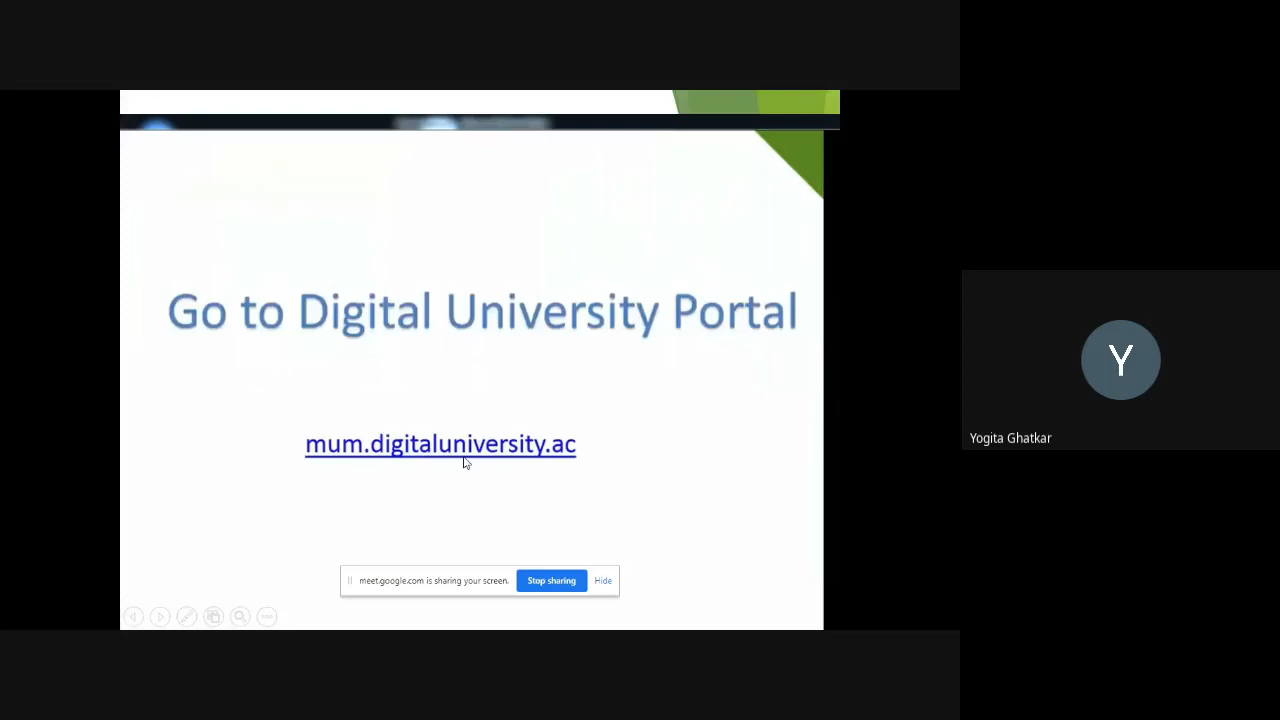 Go to Digital University Portal
mum.digitaluniversity.ac
meet.google.com is sharing your screen.
Stop sharing
Hide
Y
Yogita Ghatkar